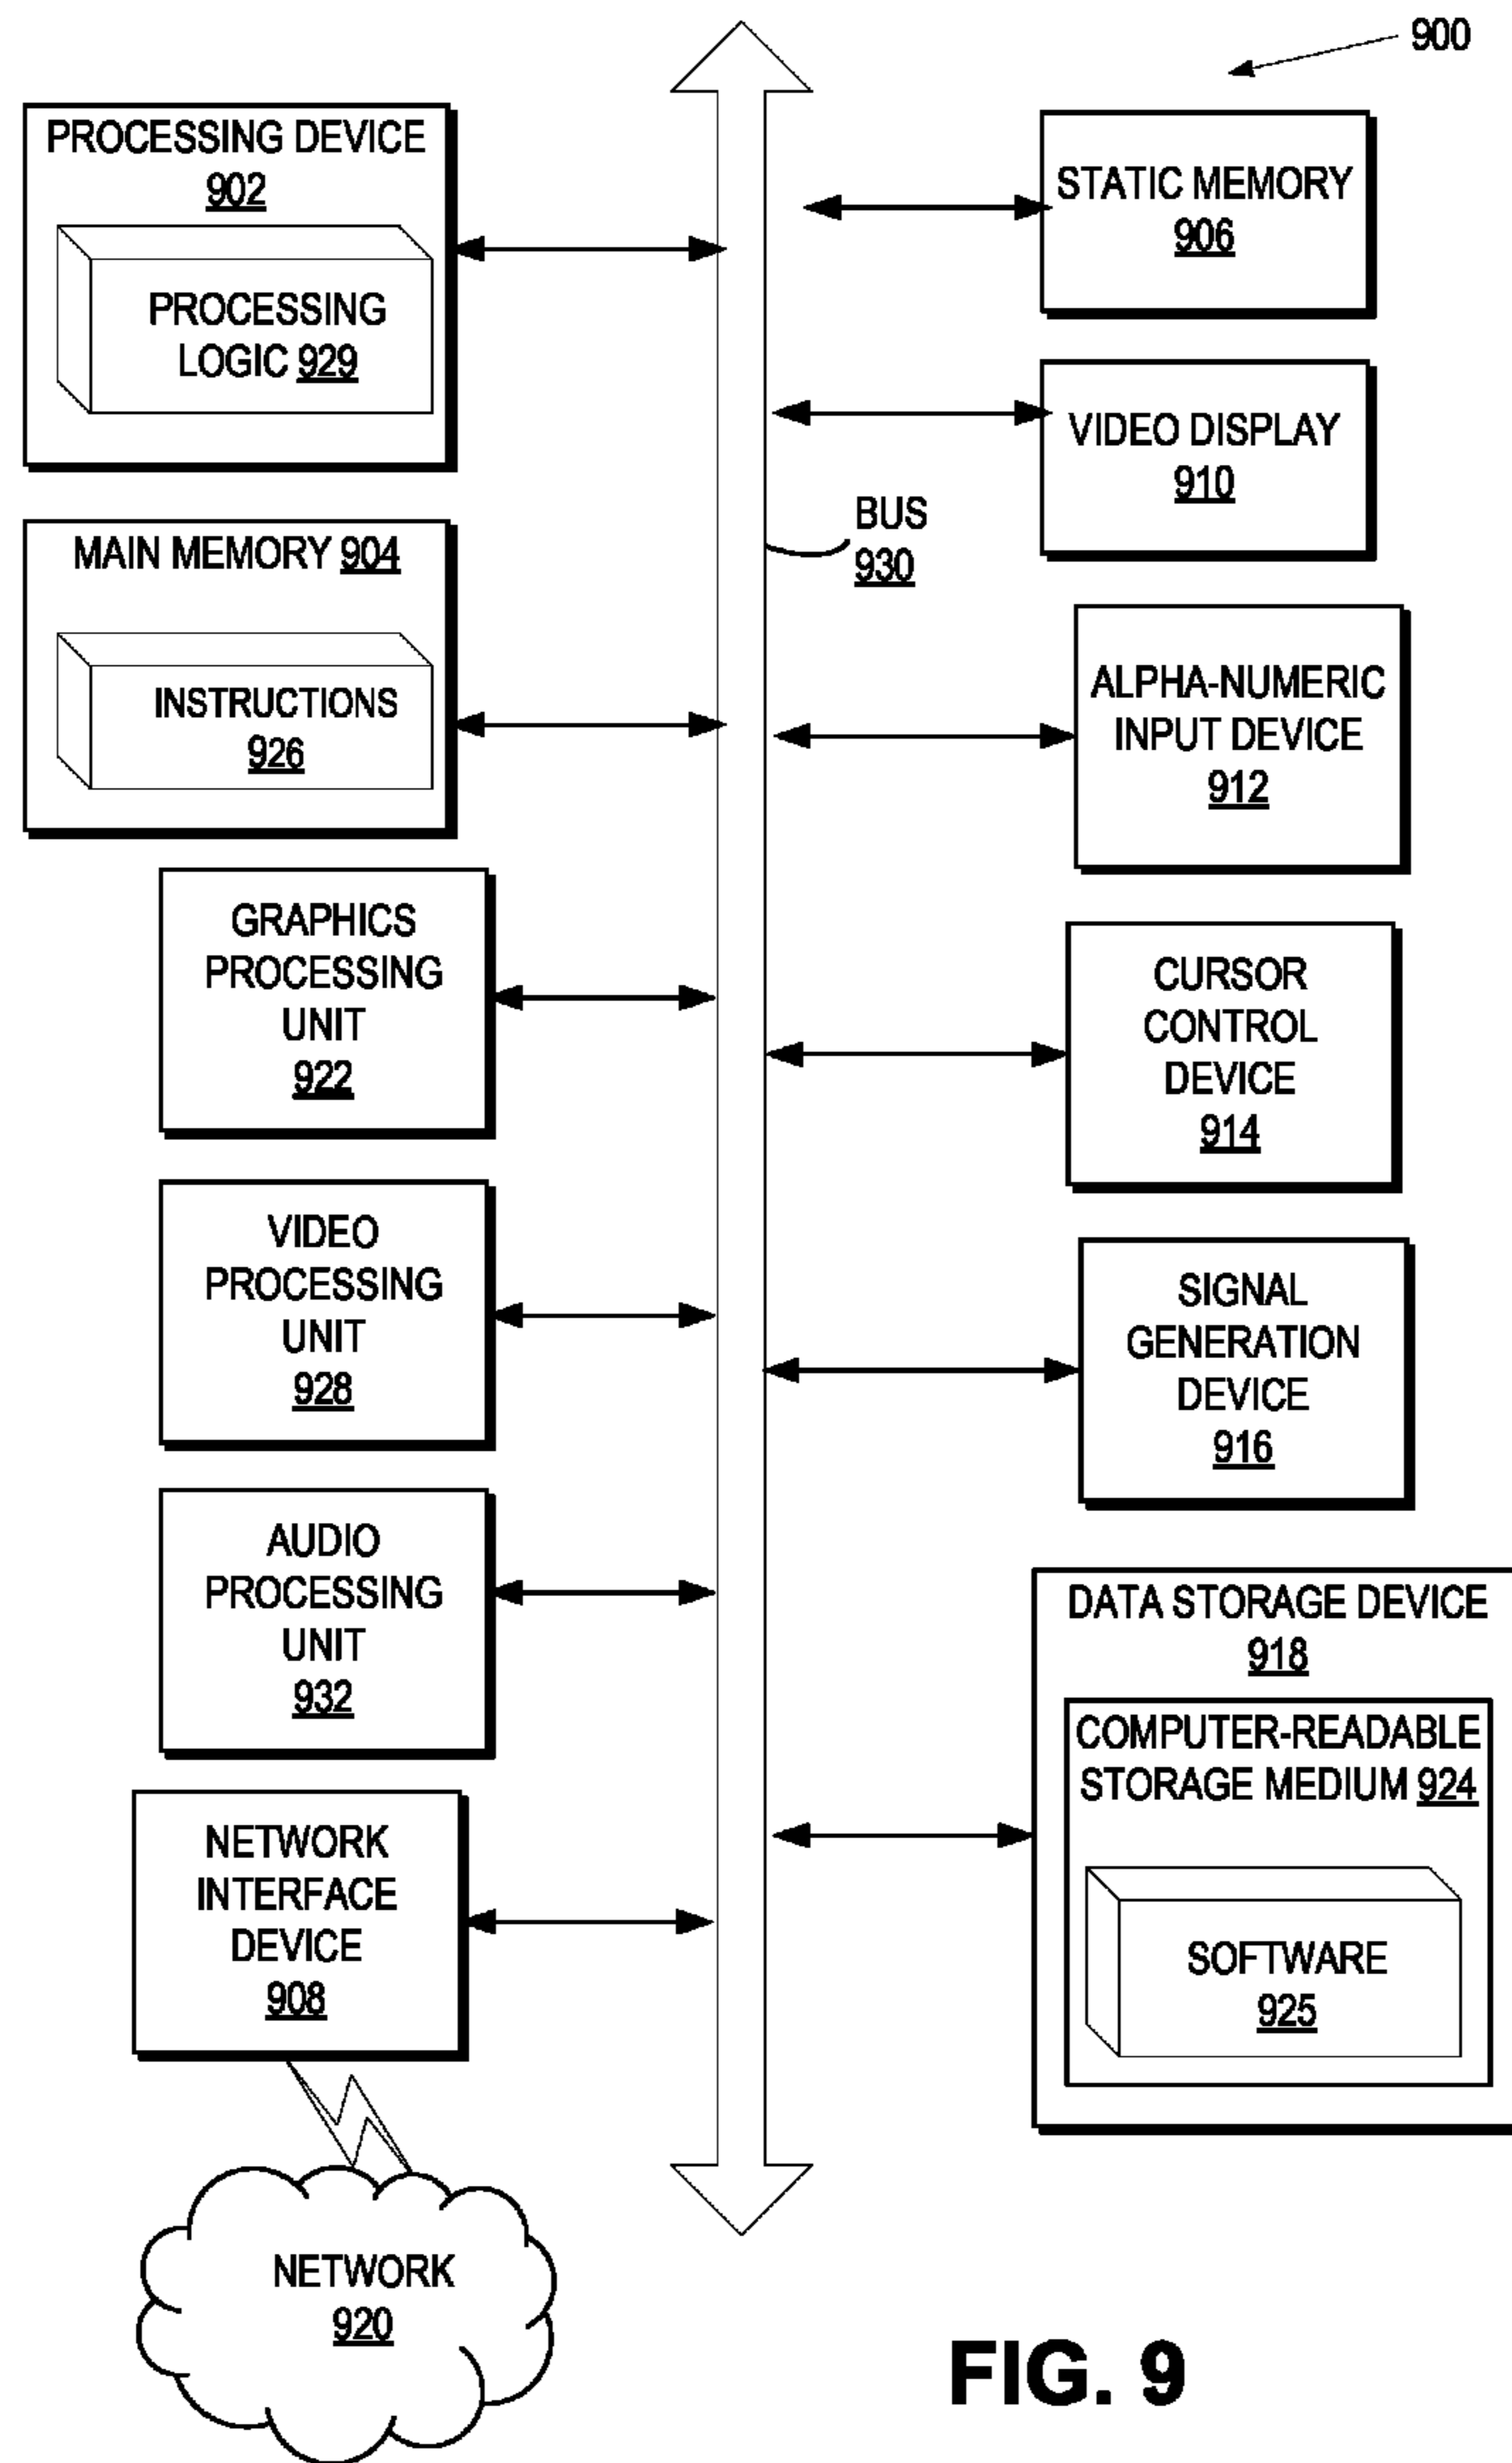 900
PROCESSING DEVICE
902
PROCESSING
LOGIC 929
MAIN MEMORY 904
INSTRUCTIONS
926
GRAPHICS
PROCESSING
UNIT
922
VIDEO
PROCESSING
UNIT
928
AUDIO
PROCESSING
UNIT
932
NETWORK
INTERFACE
DEVICE
908
NETWORK
920
BUS
930
STATIC MEMORY
906
VIDEO DISPLAY
910
ALPHA-NUMERIC
INPUT DEVICE
912
CURSOR
CONTROL
DEVICE
914
SIGNAL
GENERATION
DEVICE
916
DATA STORAGE DEVICE
918
COMPUTER-READABLE
STORAGE MEDIUM 924
SOFTWARE
925
FIG. 9